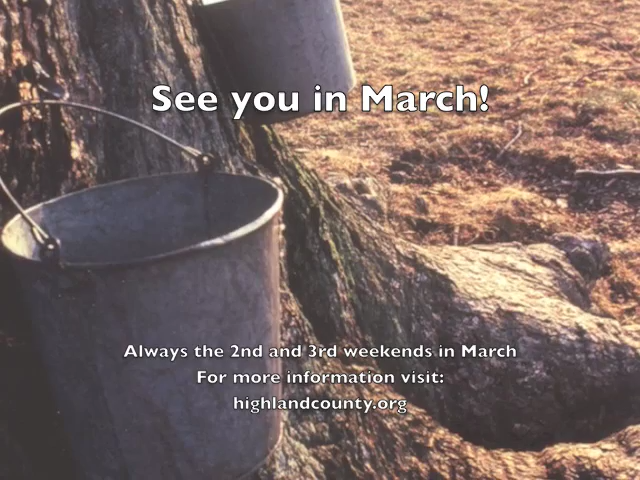 See you in March!
Always the 2nd and 3rd weekends in March
For more information visit:
highlandcounty.org